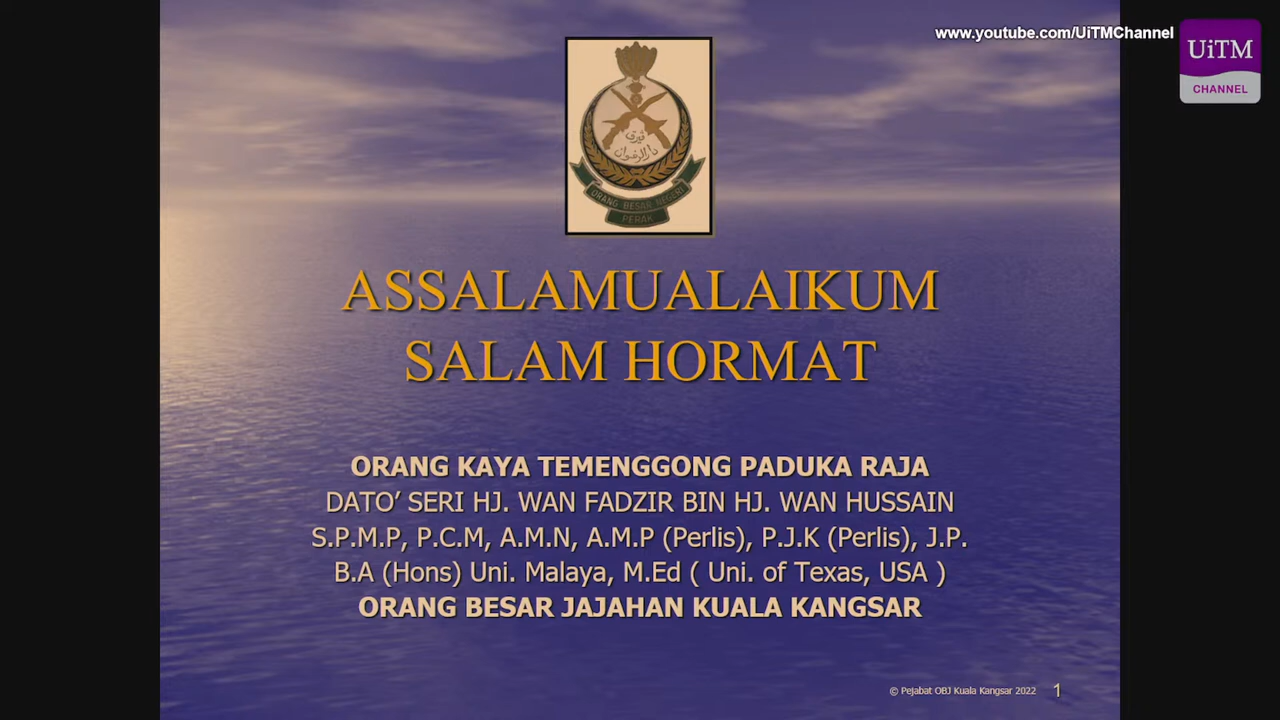 www.youtube.com/UiTMChannel
UiTM
CHANNEL
ORANG BESAR NEGERI
PERAK
ASSALAMUALAIKUM
SALAM HORMAT
ORANG KAYA TEMENGGONG PADUKA RAJA
DATO’ SERI HJ. WAN FADZIR BIN HJ. WAN HUSSAIN
S.P.M.P, P.C.M, A.M.N, A.M.P (Perlis), P.J.K (Perlis), J.P.
B.A (Hons) Uni. Malaya, M.Ed ( Uni. of Texas, USA )
ORANG BESAR JAJAHAN KUALA KANGSAR
© Pejabat OBJ Kuala Kangsar 2022 1